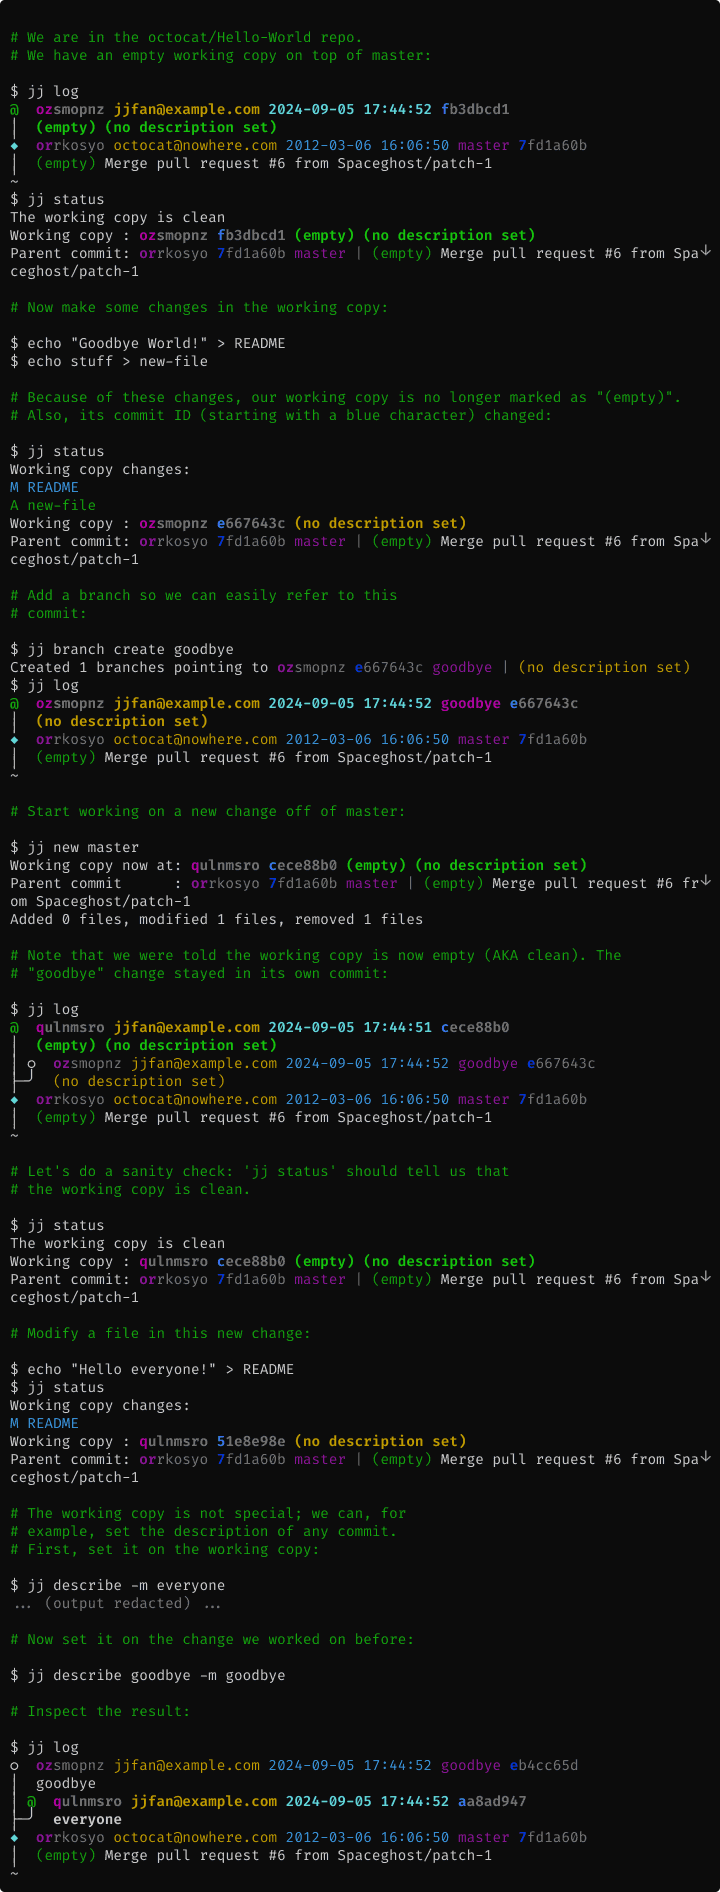 # We are in the octocat/Hello-World repo.
# We have an empty working copy on top of master:
$ jj log
@  ozsmopnz jjfan@example.com 2024-09-05 17:44:52 fb3dbcd1
│  (empty) (no description set)
◆  orrkosyo octocat@nowhere.com 2012-03-06 16:06:50 master 7fd1a60b
│  (empty) Merge pull request #6 from Spaceghost/patch-1
~
$ jj status
The working copy is clean
Working copy : ozsmopnz fb3dbcd1 (empty) (no description set)
Parent commit: orrkosyo 7fd1a60b master | (empty) Merge pull request #6 from Spa↓
ceghost/patch-1
# Now make some changes in the working copy:
$ echo "Goodbye World!" > README
$ echo stuff > new-file
# Because of these changes, our working copy is no longer marked as "(empty)".
# Also, its commit ID (starting with a blue character) changed:
$ jj status
Working copy changes:
M README
A new-file
Working copy : ozsmopnz e667643c (no description set)
Parent commit: orrkosyo 7fd1a60b master | (empty) Merge pull request #6 from Spa↓
ceghost/patch-1
# Add a branch so we can easily refer to this
# commit:
$ jj branch create goodbye
Created 1 branches pointing to ozsmopnz e667643c goodbye | (no description set)
$ jj log
@  ozsmopnz jjfan@example.com 2024-09-05 17:44:52 goodbye e667643c
│  (no description set)
◆  orrkosyo octocat@nowhere.com 2012-03-06 16:06:50 master 7fd1a60b
│  (empty) Merge pull request #6 from Spaceghost/patch-1
~
# Start working on a new change off of master:
$ jj new master
Working copy now at: qulnmsro cece88b0 (empty) (no description set)
Parent commit      : orrkosyo 7fd1a60b master | (empty) Merge pull request #6 fr↓
om Spaceghost/patch-1
Added 0 files, modified 1 files, removed 1 files
# Note that we were told the working copy is now empty (AKA clean). The
# "goodbye" change stayed in its own commit:
$ jj log
@  qulnmsro jjfan@example.com 2024-09-05 17:44:51 cece88b0
│  (empty) (no description set)
│ ○  ozsmopnz jjfan@example.com 2024-09-05 17:44:52 goodbye e667643c
├─╯  (no description set)
◆  orrkosyo octocat@nowhere.com 2012-03-06 16:06:50 master 7fd1a60b
│  (empty) Merge pull request #6 from Spaceghost/patch-1
~
# Let's do a sanity check: 'jj status' should tell us that
# the working copy is clean.
$ jj status
The working copy is clean
Working copy : qulnmsro cece88b0 (empty) (no description set)
Parent commit: orrkosyo 7fd1a60b master | (empty) Merge pull request #6 from Spa↓
ceghost/patch-1
# Modify a file in this new change:
$ echo "Hello everyone!" > README
$ jj status
Working copy changes:
M README
Working copy : qulnmsro 51e8e98e (no description set)
Parent commit: orrkosyo 7fd1a60b master | (empty) Merge pull request #6 from Spa↓
ceghost/patch-1
# The working copy is not special; we can, for
# example, set the description of any commit.
# First, set it on the working copy:
$ jj describe -m everyone
... (output redacted) ...
# Now set it on the change we worked on before:
$ jj describe goodbye -m goodbye
# Inspect the result:
$ jj log
○  ozsmopnz jjfan@example.com 2024-09-05 17:44:52 goodbye eb4cc65d
│  goodbye
│ @  qulnmsro jjfan@example.com 2024-09-05 17:44:52 aa8ad947
├─╯  everyone
◆  orrkosyo octocat@nowhere.com 2012-03-06 16:06:50 master 7fd1a60b
│  (empty) Merge pull request #6 from Spaceghost/patch-1
~